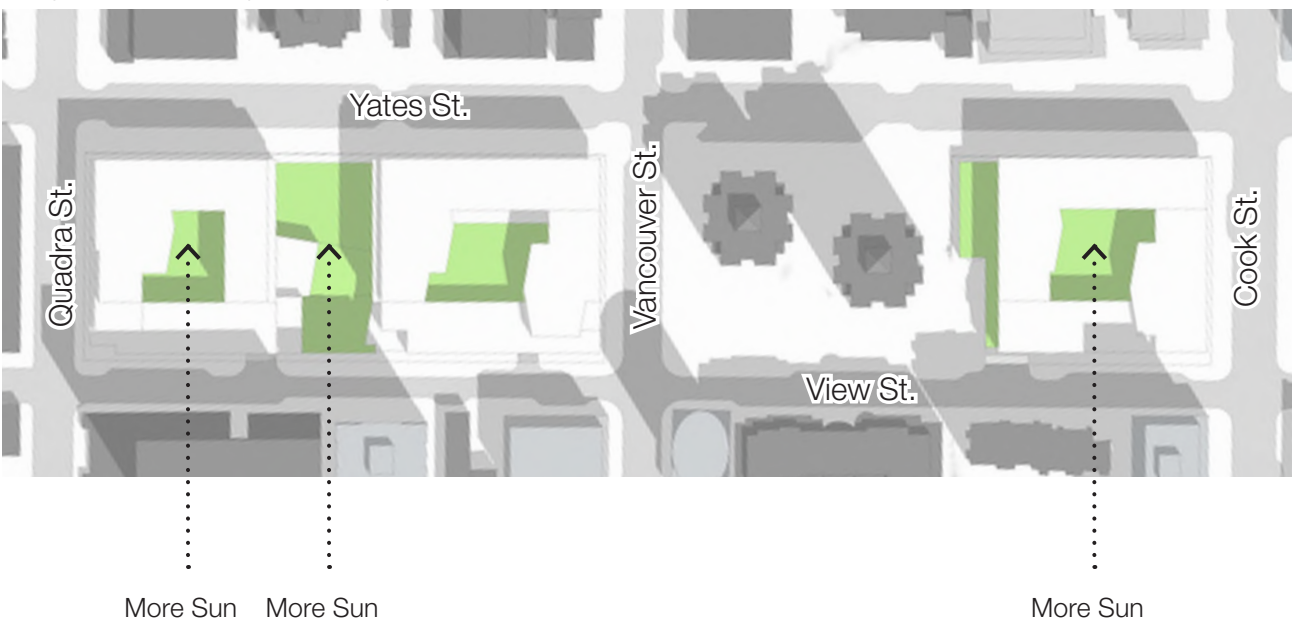 Yates St.
Quadra St.
Vancouver St.
Cook St.
View St.
More Sun
More Sun
More Sun